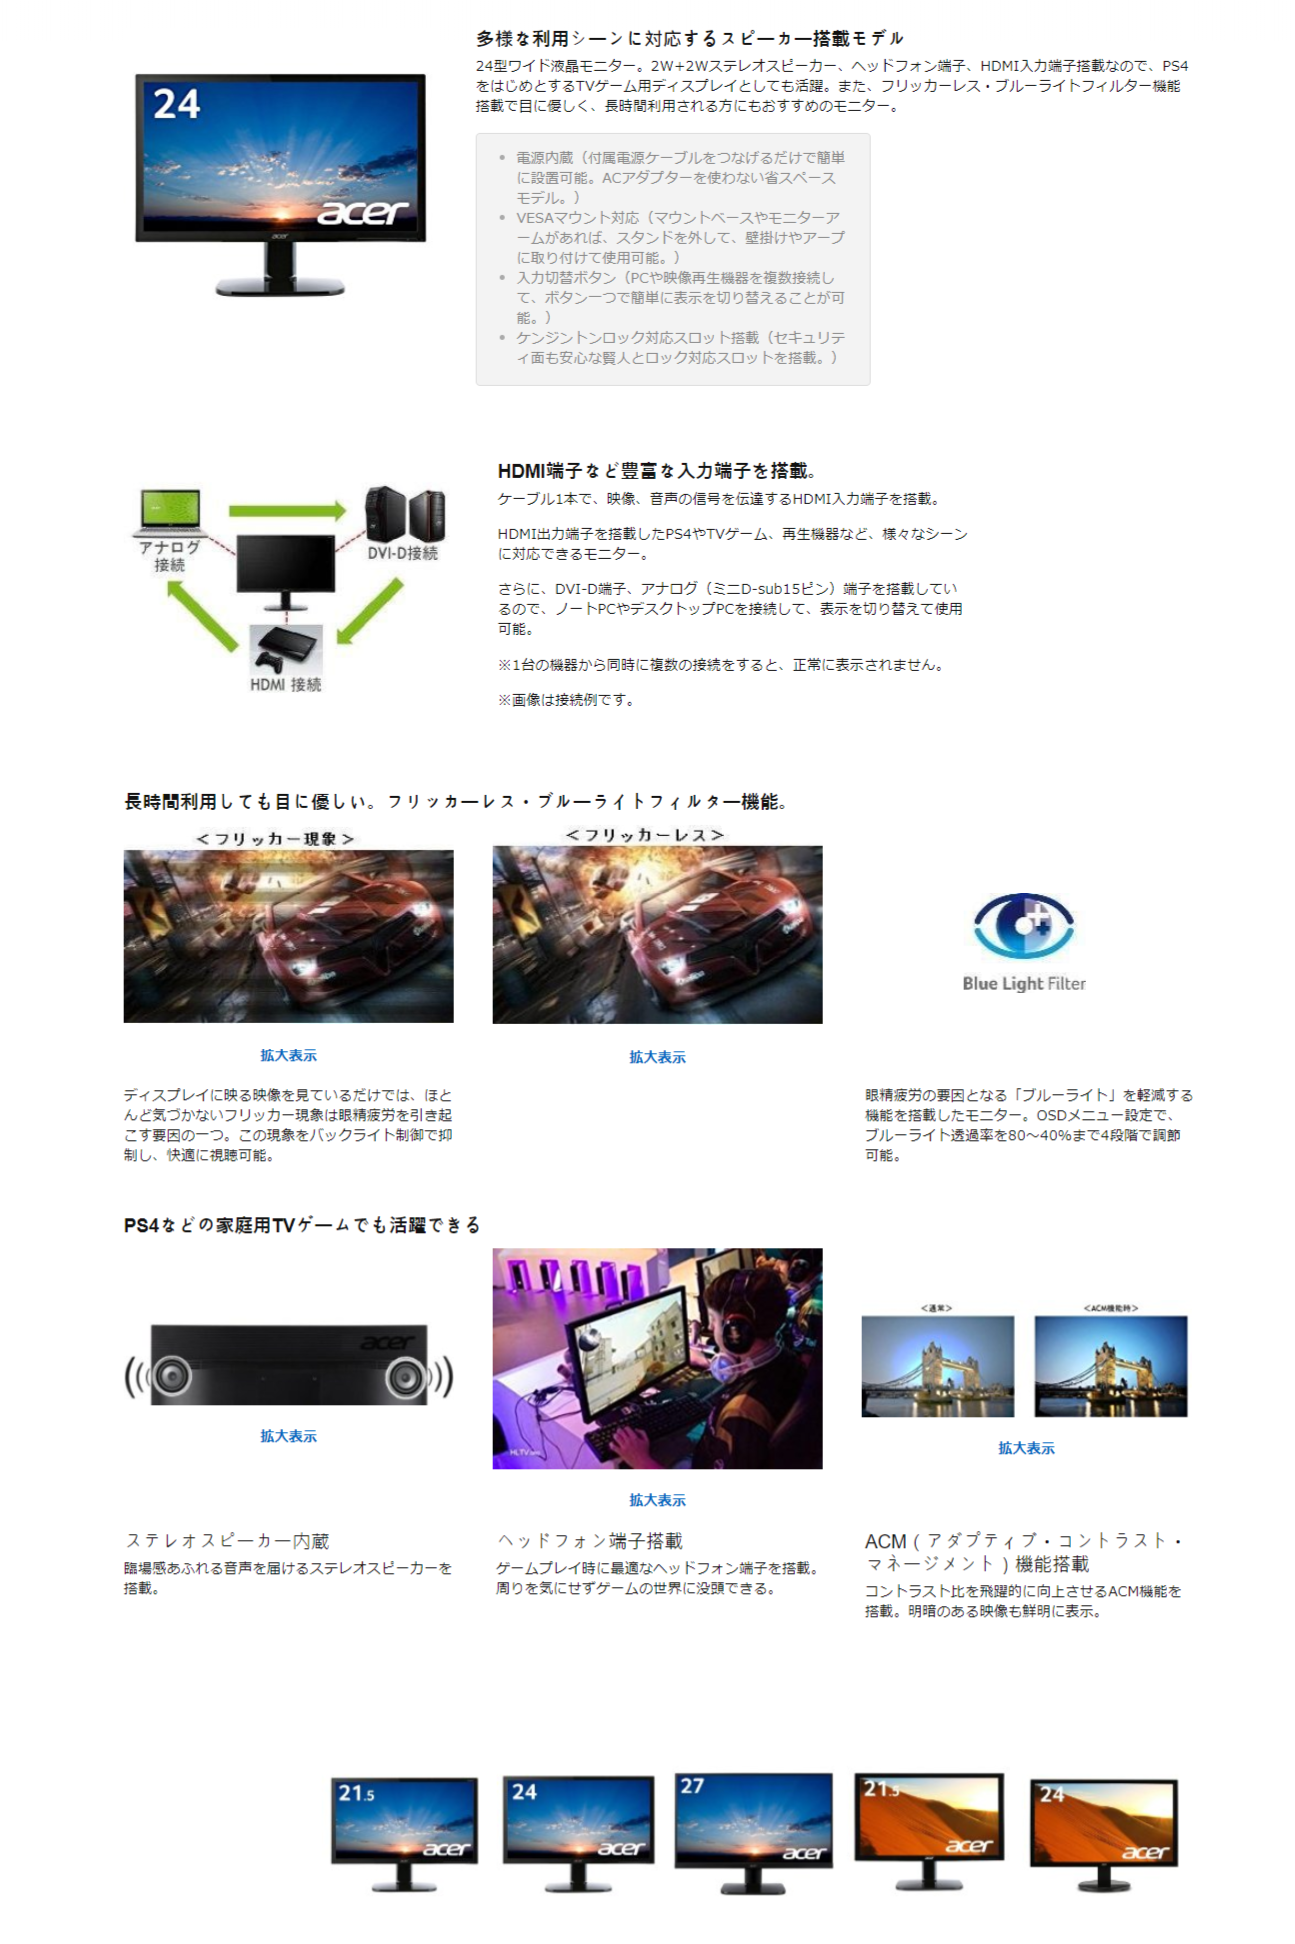 多様な利用シーンに対応するスピーカー搭載モデル
24型ワイド液晶モニター。2W+2Wステレオスピーカー、ヘッドフォン端子、HDMI入力端子搭載なので、PS4
をはじめとするTVゲーム用ディスプレイとしても活躍。また、フリッカーレス・ブルーライトフィルター機能
搭載で目に優しく、長時間利用される方にもおすすめのモニター。
24
acer
acer
• 電源内蔵（付属電源ケーブルをつなげるだけで簡単
に設置可能。ACアダプターを使わない省スペース
モデル。）
• VESAマウント対応（マウントベースやモニターア
ームがあれば、スタンドを外して、壁掛けやアープ
に取り付けて使用可能。）
• 入力切替ボタン（PCや映像再生機器を複数接続し
て、ボタン一つで簡単に表示を切り替えることが可
能。）
• ケンジントンロック対応スロット搭載（セキュリテ
ィ面も安心な賢人とロック対応スロットを搭載。）
アナログ
接続
DVI-D接続
HDMI 接続
HDMI端子など豊富な入力端子を搭載。
ケーブル1本で、映像、音声の信号を伝達するHDMI入力端子を搭載。
HDMI出力端子を搭載したPS4やTVゲーム、再生機器など、様々なシーン
に対応できるモニター。
さらに、DVI-D端子、アナログ（ミニD-sub15ピン）端子を搭載してい
るので、ノートPCやデスクトップPCを接続して、表示を切り替えて使用
可能。
※1台の機器から同時に複数の接続をすると、正常に表示されません。
※画像は接続例です。
長時間利用しても目に優しい。フリッカーレス・ブルーライトフィルター機能。
＜フリッカー現象＞
＜フリッカーレス＞
Blue Light Filter
拡大表示
拡大表示
ディスプレイに映る映像を見ているだけでは、ほと
んど気づかないフリッカー現象は眼精疲労を引き起
こす要因の一つ。この現象をバックライト制御で抑
制し、快適に視聴可能。
眼精疲労の要因となる「ブルーライト」を軽減する
機能を搭載したモニター。OSDメニュー設定で、
ブルーライト透過率を80～40%まで4段階で調節
可能。
PS4などの家庭用TVゲームでも活躍できる
acer
HLTV
＜通常＞
＜ACM機能時＞
拡大表示
拡大表示
拡大表示
ステレオスピーカー内蔵
臨場感あふれる音声を届けるステレオスピーカーを
搭載。
ヘッドフォン端子搭載
ゲームプレイ時に最適なヘッドフォン端子を搭載。
周りを気にせずゲームの世界に没頭できる。
ACM（アダプティブ・コントラスト・
マネージメント）機能搭載
コントラスト比を飛躍的に向上させるACM機能を
搭載。明暗のある映像も鮮明に表示。
21.5
acer
24
acer
27
acer
21.5
acer
24
acer